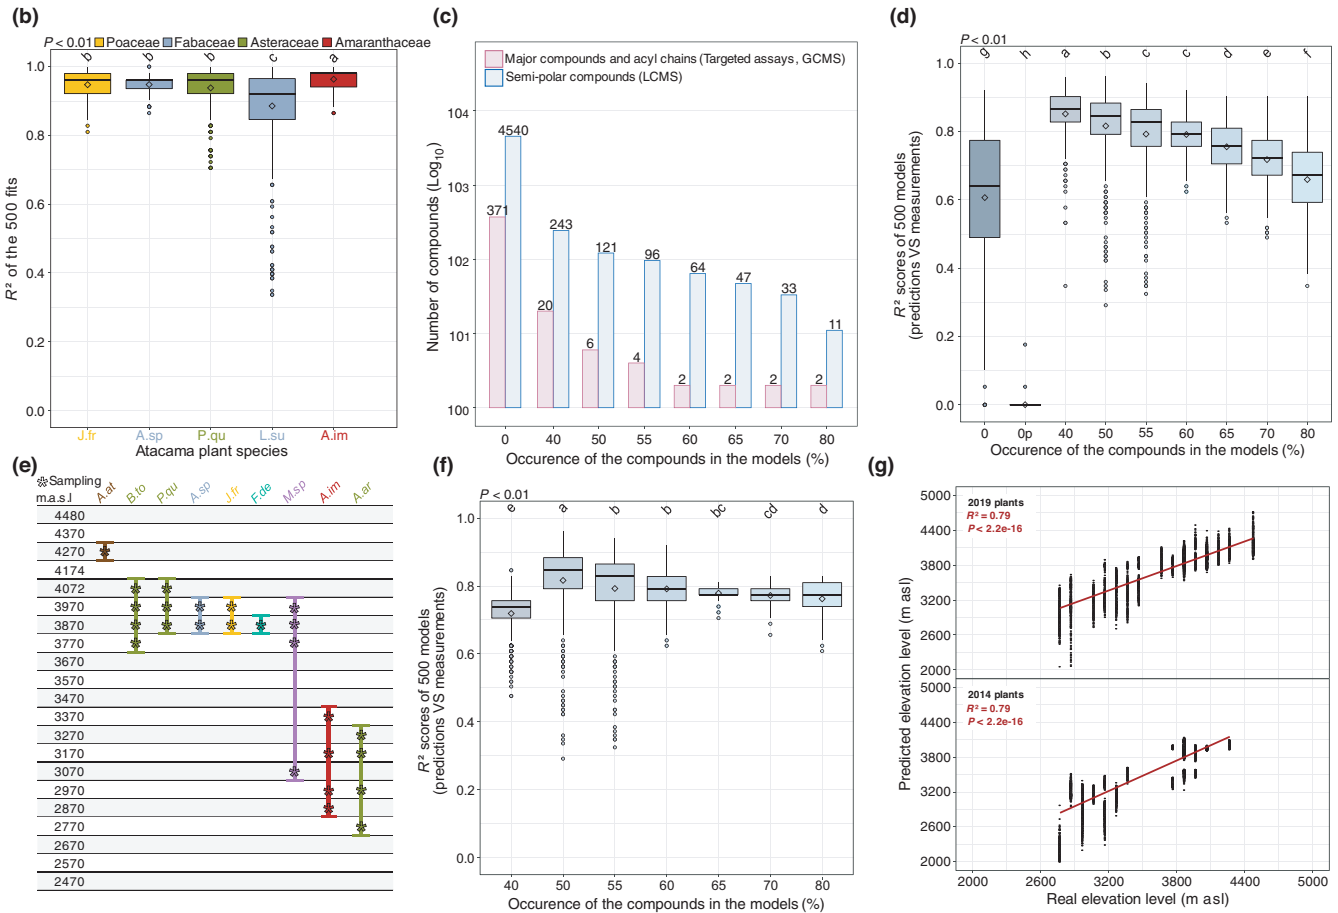 (b)
P < 0.01 Poaceae Fabaceae Asteraceae Amaranthaceae
b b b c a
1.0
0.8
0.6
0.4
0.2
0.0
R² of the 500 fits
J.fr A.sp P.qu L.su A.im
Atacama plant species
(c)
Major compounds and acyl chains (Targeted assays, GCMS)
Semi-polar compounds (LCMS)
104
103
102
101
100
Number of compounds (Log10)
371 4540
20 243
6 121
4 96
2 64
2 47
2 33
2 11
0 40 50 55 60 65 70 80
Occurence of the compounds in the models (%)
(d)
P < 0.01
g h a b c c d e f
1.0
0.8
0.6
0.4
0.2
0.0
R² scores of 500 models
(predictions VS measurements)
0 0p 40 50 55 60 65 70 80
Occurence of the compounds in the models (%)
(e)
Sampling
m.a.s.l A.at B.to P.qu A.sp J.fr F.de M.sp A.im A.ar
4480
4370
4270
4174
4072
3970
3870
3770
3670
3570
3470
3370
3270
3170
3070
2970
2870
2770
2670
2570
2470
(f)
P < 0.01
e a b b bc cd d
1.0
0.8
0.6
0.4
0.2
0.0
R² scores of 500 models
(predictions VS measurements)
40 50 55 60 65 70 80
Occurence of the compounds in the models (%)
(g)
2019 plants
R² = 0.79
P < 2.2e-16
5000
4400
3800
3200
2600
2000
2014 plants
R² = 0.79
P < 2.2e-16
5000
4400
3800
3200
2600
2000
Predicted elevation level (m asl)
2000 2600 3200 3800 4400 5000
Real elevation level (m asl)